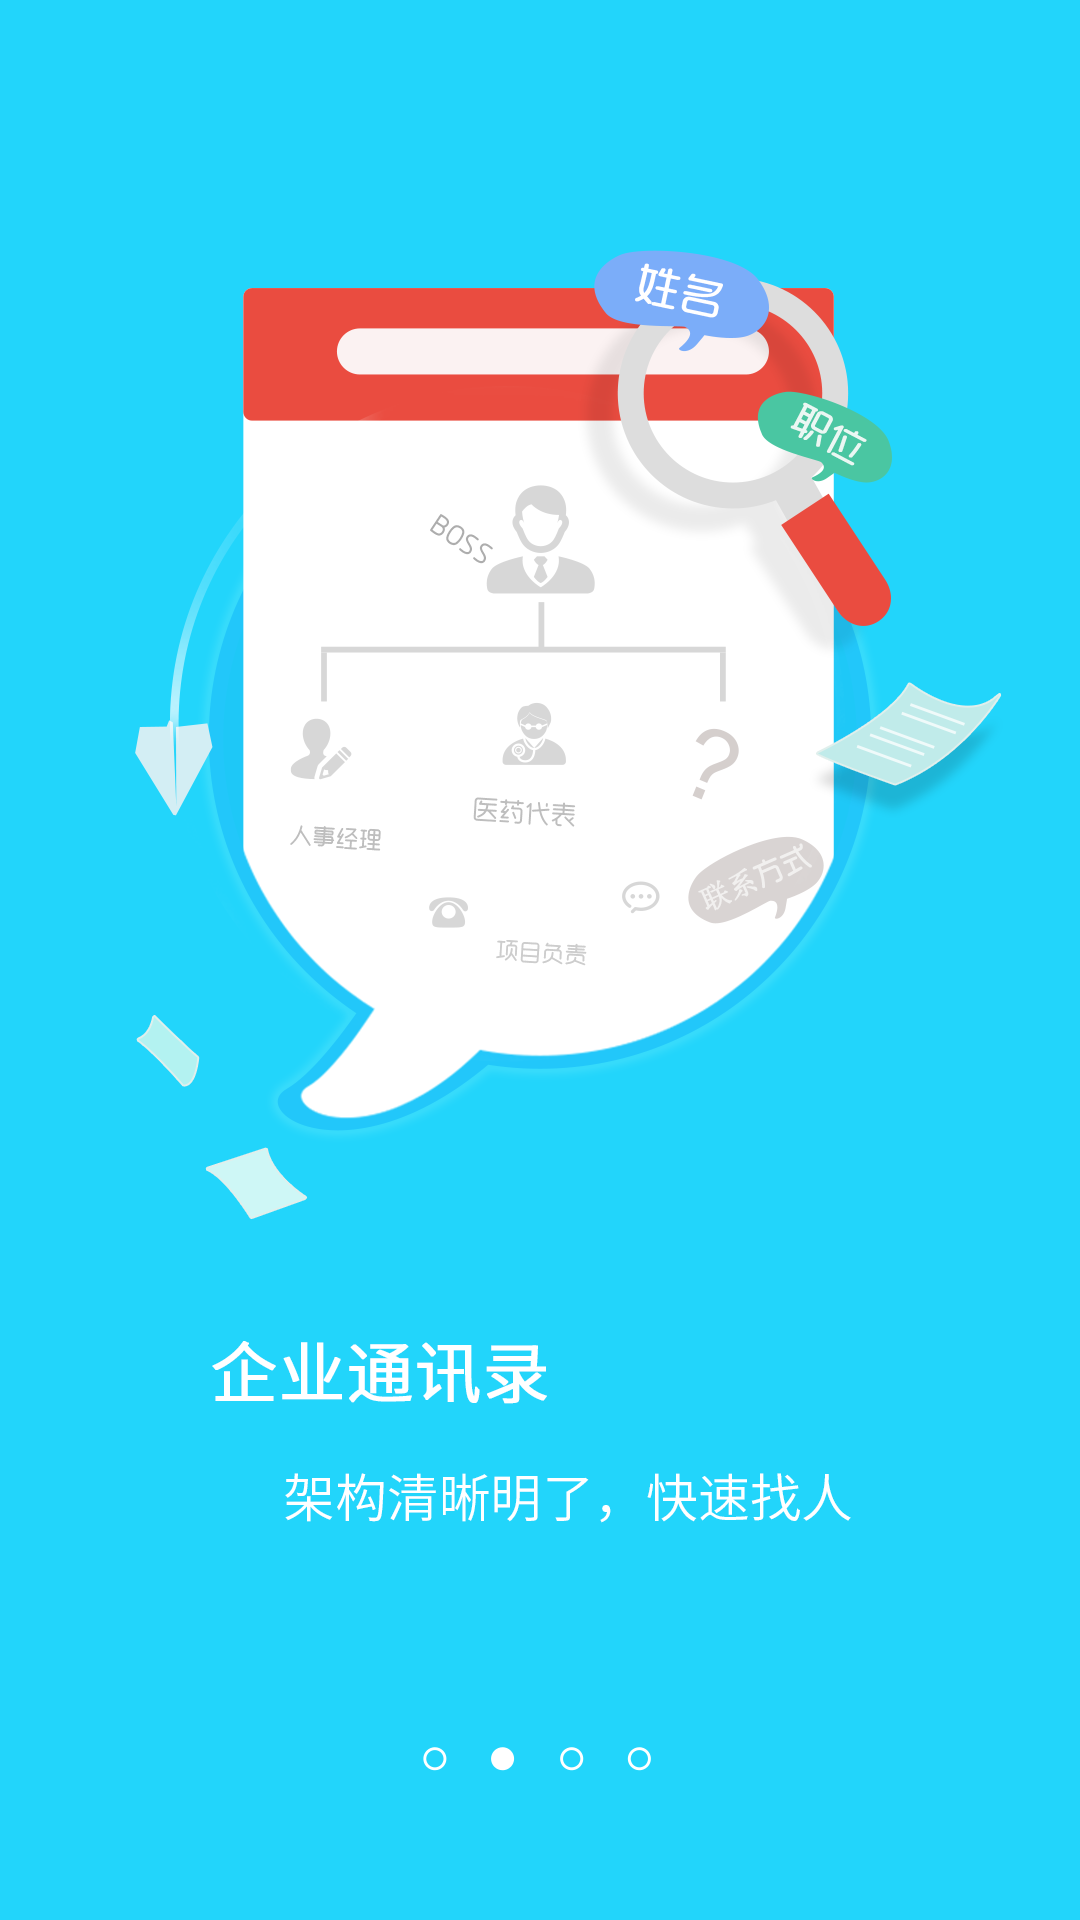 姓名
职位
BOSS
?
医药代表
人事经理
联系方式
项目负责
企业通讯录
架构清晰明了，快速找人